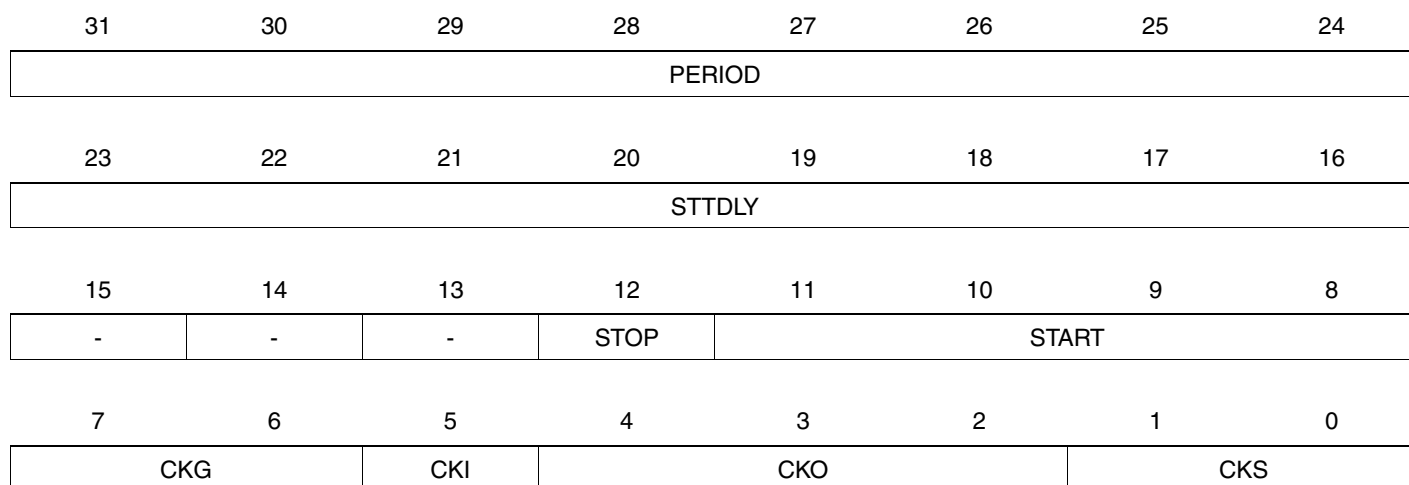 31 30 29 28 27 26 25 24
PERIOD
23 22 21 20 19 18 17 16
STTDLY
15 14 13 12 11 10 9 8
- - - STOP START
7 6 5 4 3 2 1 0
CKG CKI CKO CKS